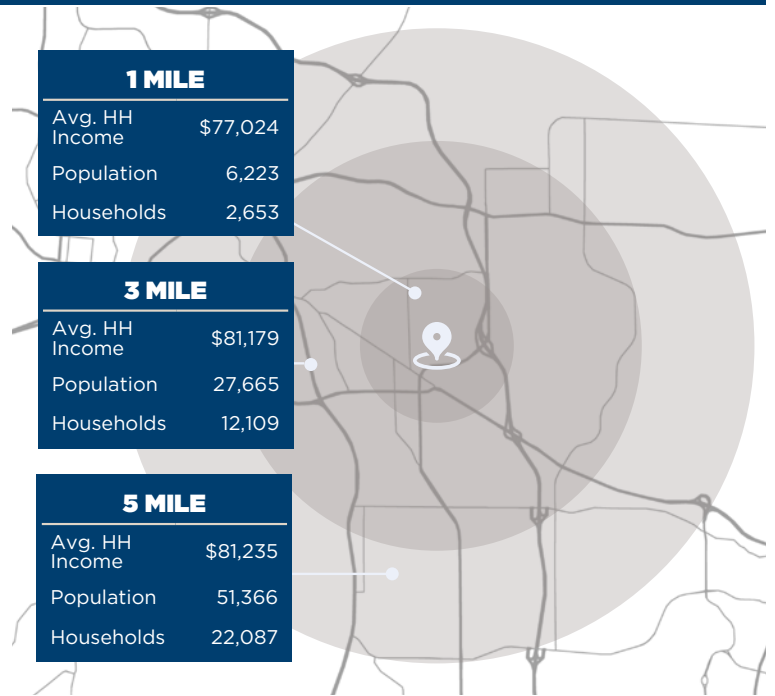 1 MILE
Avg. HH
Income $77,024
Population 6,223
Households 2,653
3 MILE
Avg. HH
Income $81,179
Population 27,665
Households 12,109
5 MILE
Avg. HH
Income $81,235
Population 51,366
Households 22,087